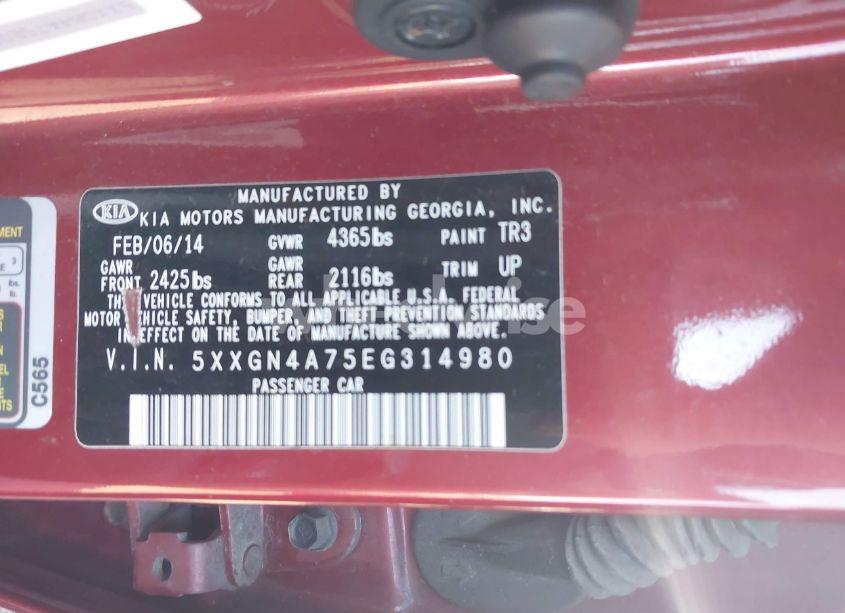 MANUFACTURED BY
KIA KIA MOTORS MANUFACTURING GEORGIA, INC.
FEB/06/14 GVWR 4365lbs PAINT TR3
GAWR FRONT 2425lbs GAWR REAR 2116lbs TRIM UP
THIS VEHICLE CONFORMS TO ALL APPLICABLE U.S.A. FEDERAL
MOTOR VEHICLE SAFETY, BUMPER, AND THEFT PREVENTION STANDARDS
IN EFFECT ON THE DATE OF MANUFACTURE SHOWN ABOVE.
V.I.N. 5XXGN4A75EG314980
PASSENGER CAR
C565